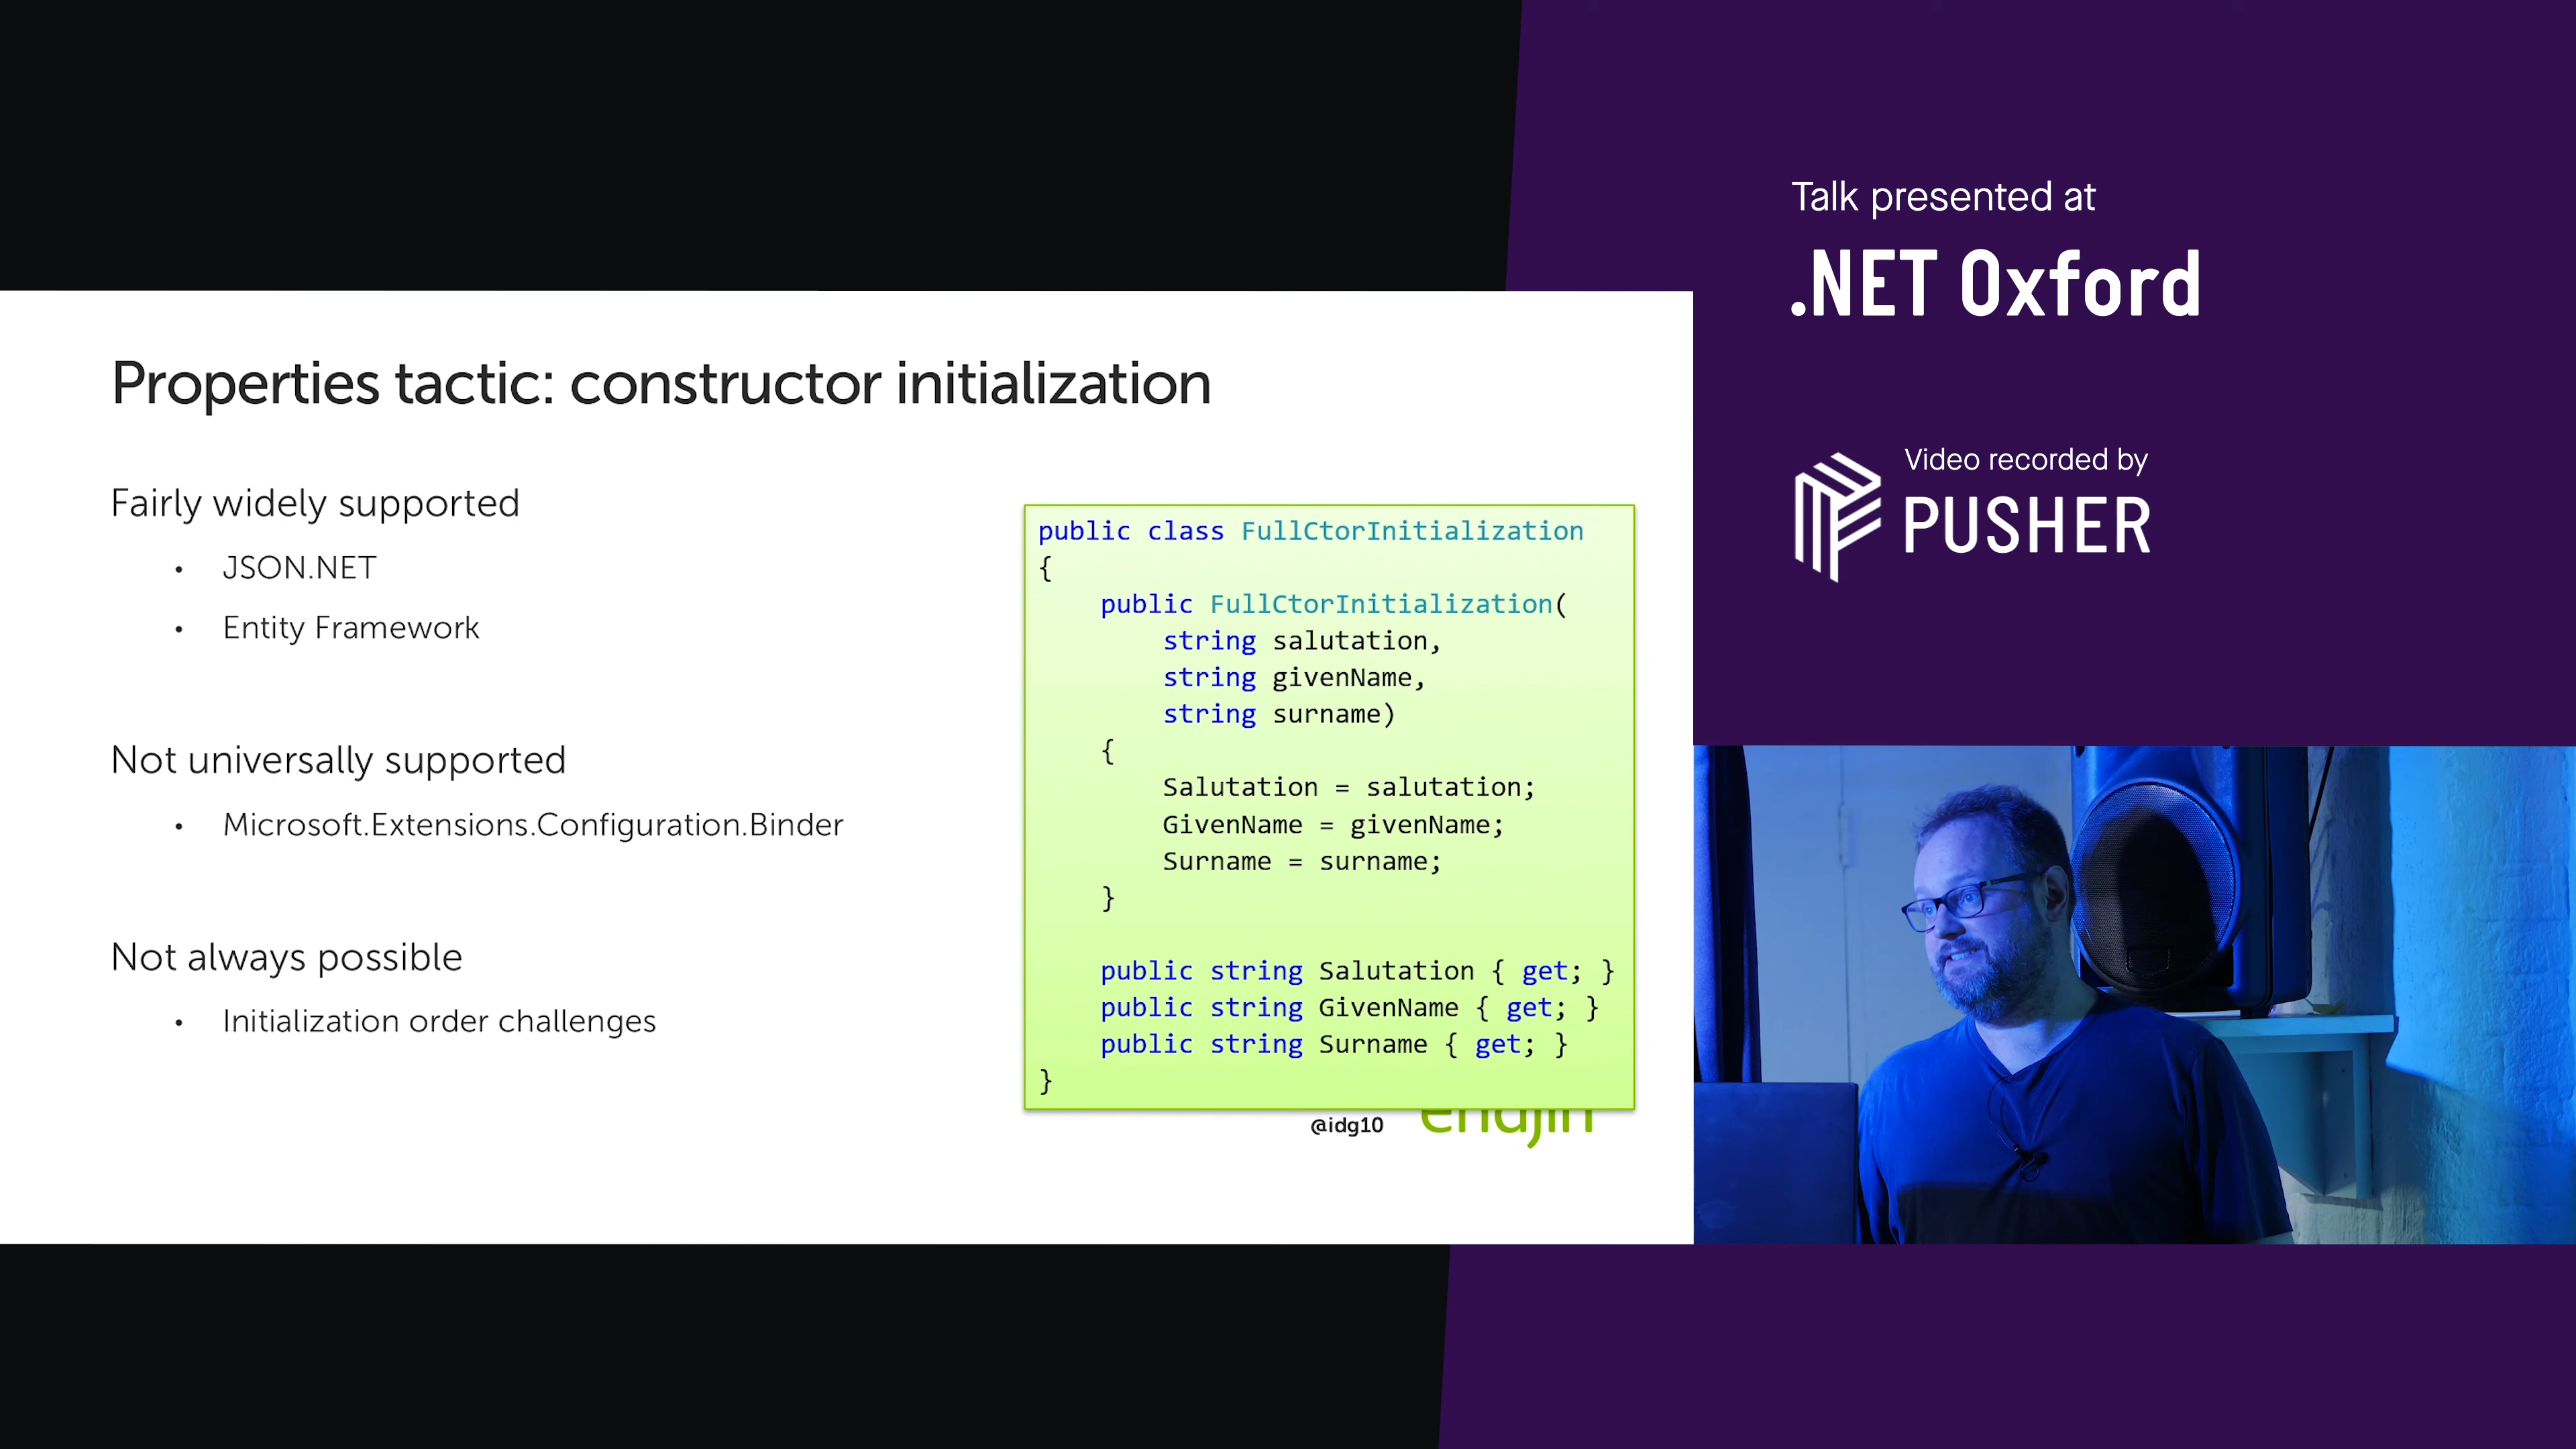 Talk presented at
.NET Oxford
Video recorded by
PUSHER
Properties tactic: constructor initialization
Fairly widely supported
• JSON.NET
• Entity Framework
Not universally supported
• Microsoft.Extensions.Configuration.Binder
Not always possible
• Initialization order challenges
public class FullCtorInitialization
{
    public FullCtorInitialization(
        string salutation,
        string givenName,
        string surname)
    {
        Salutation = salutation;
        GivenName = givenName;
        Surname = surname;
    }

    public string Salutation { get; }
    public string GivenName { get; }
    public string Surname { get; }
}
@idg10
endjin